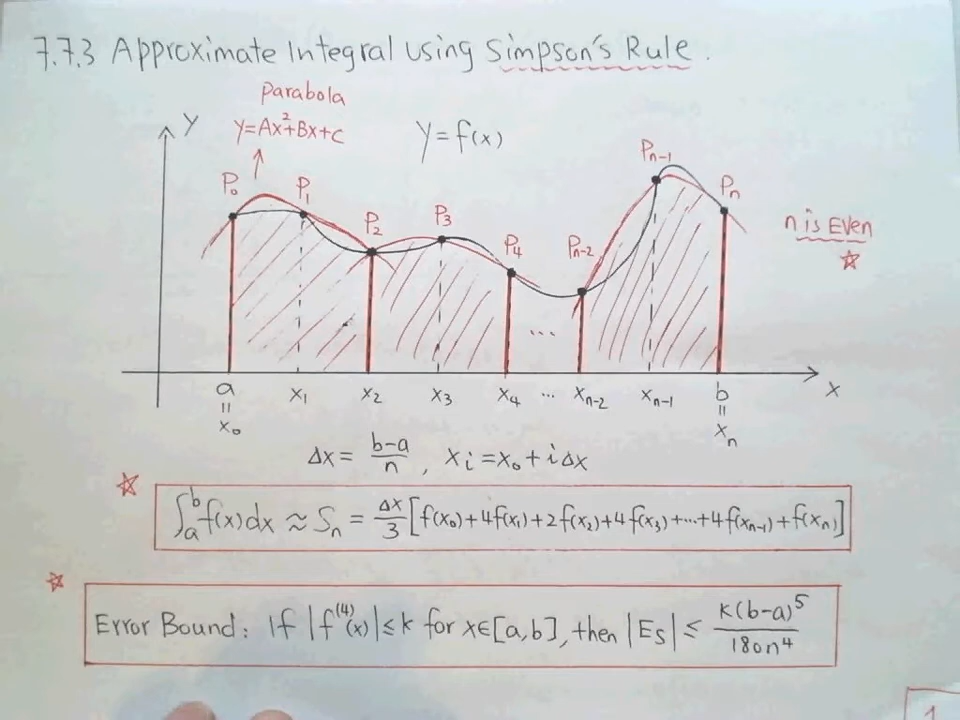 7.7.3 Approximate Integral using Simpson's Rule.
parabola
y=Ax²+Bx+C
y
y=f(x)
P₀ P₁ P₂ P₃ P₄ Pₙ₋₂ Pₙ₋₁ Pₙ
n is Even
...
a x₁ x₂ x₃ x₄ ... xₙ₋₂ xₙ₋₁ b x
= =
x₀ xₙ
Δx = (b-a)/n , xᵢ = x₀ + iΔx
∫ₐᵇ f(x)dx ≈ Sₙ = Δx/3 [f(x₀)+4f(x₁)+2f(x₂)+4f(x₃)+...+4f(xₙ₋₁)+f(xₙ)]
Error Bound: If |f⁽⁴⁾(x)| ≤ k for x∈[a,b], then |Eₛ| ≤ K(b-a)⁵/180n⁴